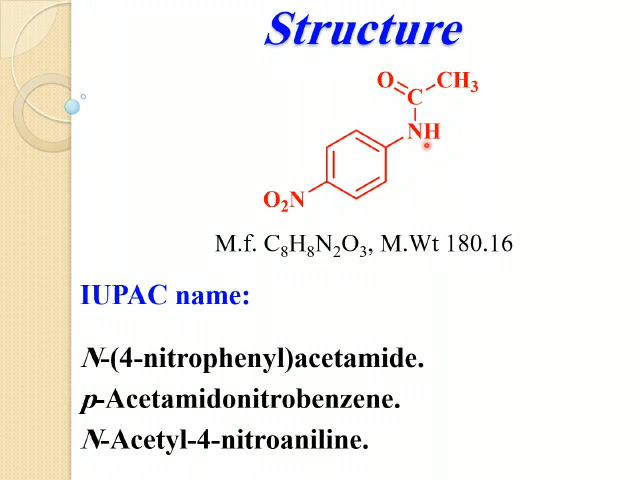 Structure
O
CH₃
C
NH
O₂N
M.f. C₈H₈N₂O₃, M.Wt 180.16
IUPAC name:
N-(4-nitrophenyl)acetamide.
p-Acetamidonitrobenzene.
N-Acetyl-4-nitroaniline.